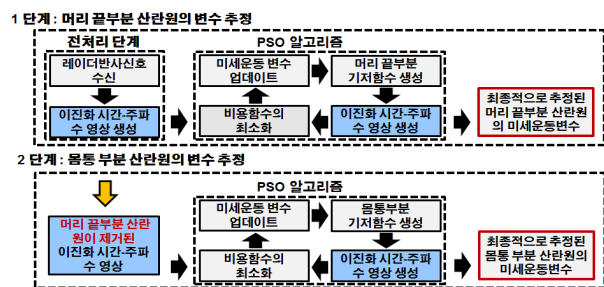 1 단계 : 머리 끝부분 산란원의 변수 추정
전처리 단계
레이더반사신호
수신
이진화 시간-주파
수 영상 생성
PSO 알고리즘
미세운동 변수
업데이트
머리 끝부분
기저함수 생성
비용함수의
최소화
이진화 시간-주파
수 영상 생성
최종적으로 추정된
머리 끝부분 산란원
의 미세운동변수
2 단계 : 몸통 부분 산란원의 변수 추정
머리 끝부분 산란
원이 제거된
이진화 시간-주파
수 영상
PSO 알고리즘
미세운동 변수
업데이트
몸통부분
기저함수 생성
비용함수의
최소화
이진화 시간-주파
수 영상 생성
최종적으로 추정된
몸통 부분 산란원의
미세운동변수